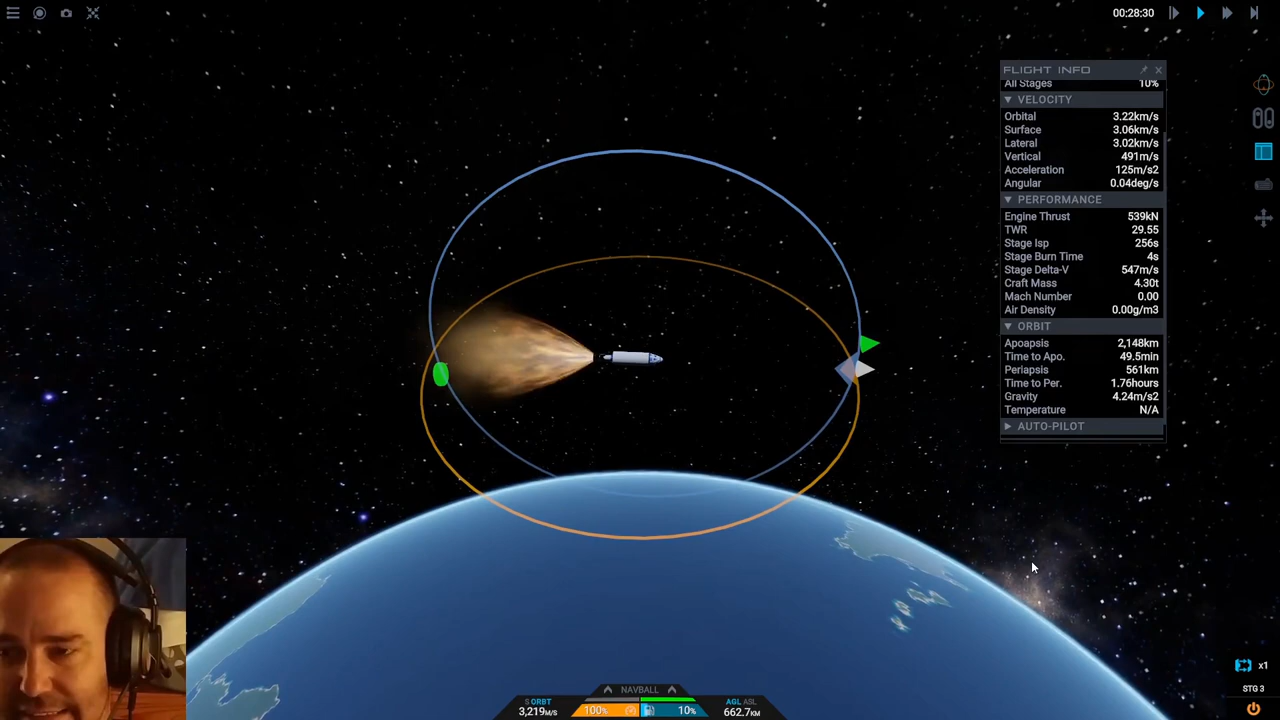 00:28:30
FLIGHT INFO
All Stages 10%
VELOCITY
Orbital 3.22km/s
Surface 3.06km/s
Lateral 3.02km/s
Vertical 491m/s
Acceleration 125m/s2
Angular 0.04deg/s
PERFORMANCE
Engine Thrust 539kN
TWR 29.55
Stage Isp 256s
Stage Burn Time 4s
Stage Delta-V 547m/s
Craft Mass 4.30t
Mach Number 0.00
Air Density 0.00g/m3
ORBIT
Apoapsis 2,148km
Time to Apo. 49.5min
Periapsis 561km
Time to Per. 1.76hours
Gravity 4.24m/s2
Temperature N/A
AUTO-PILOT
x1
STG 3
NAVBALL
S ORBT AGL ASL
3,219M/S 100% 10% 662.7KM